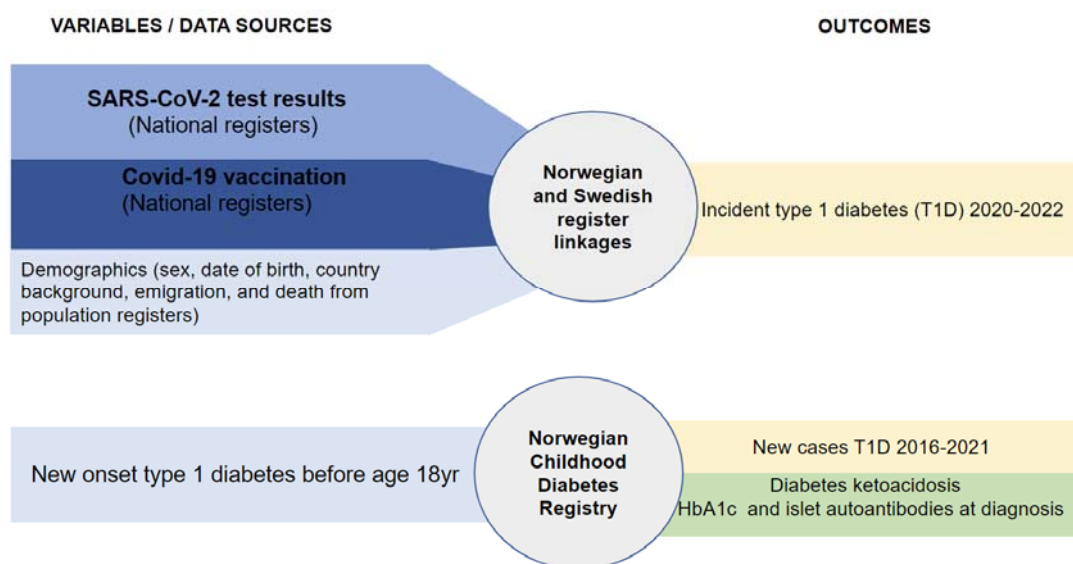 VARIABLES / DATA SOURCES
OUTCOMES
SARS-CoV-2 test results
(National registers)
Covid-19 vaccination
(National registers)
Demographics (sex, date of birth, country
background, emigration, and death from
population registers)
Norwegian
and Swedish
register
linkages
Incident type 1 diabetes (T1D) 2020-2022
New onset type 1 diabetes before age 18yr
Norwegian
Childhood
Diabetes
Registry
New cases T1D 2016-2021
Diabetes ketoacidosis
HbA1c and islet autoantibodies at diagnosis